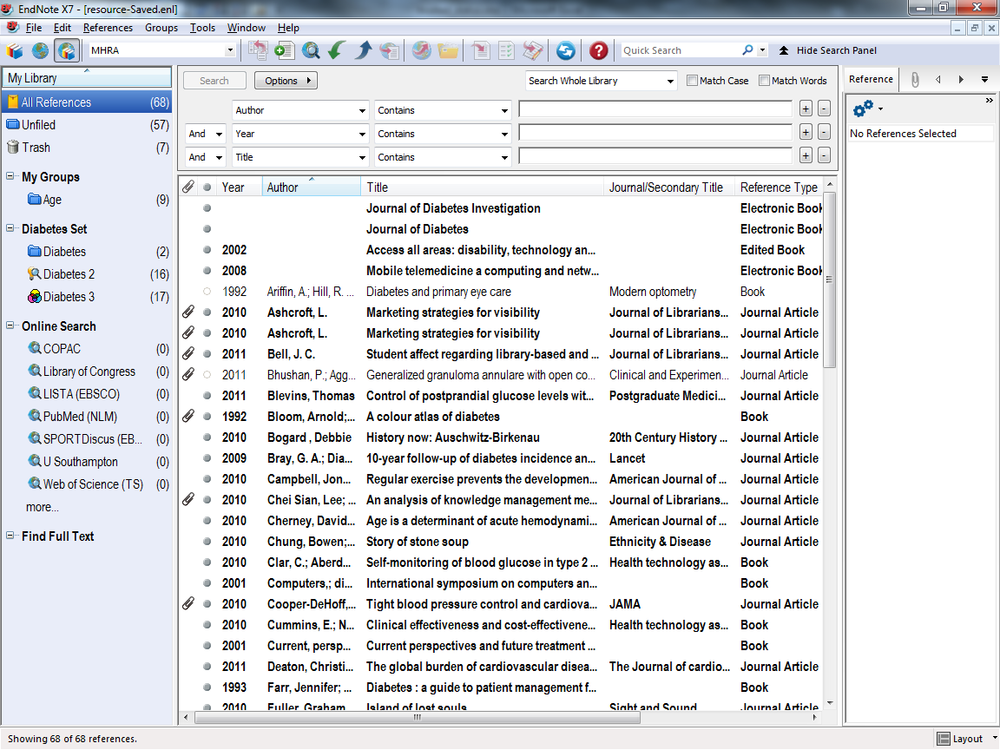 EndNote X7 - [resource-Saved.enl]
File Edit References Groups Tools Window Help
MHRA Quick Search Hide Search Panel
My Library
All References (68)
Unfiled (57)
Trash (7)
My Groups
Age (9)
Diabetes Set
Diabetes (2)
Diabetes 2 (16)
Diabetes 3 (17)
Online Search
COPAC (0)
Library of Congress (0)
LISTA (EBSCO) (0)
PubMed (NLM) (0)
SPORTDiscus (EB... (0)
U Southampton (0)
Web of Science (TS) (0)
more...
Find Full Text
Search Options Search Whole Library Match Case Match Words
Author Contains + -
And Year Contains + -
And Title Contains + -
Year Author Title Journal/Secondary Title Reference Type
Journal of Diabetes Investigation Electronic Book
Journal of Diabetes Electronic Book
2002 Access all areas: disability, technology an... Edited Book
2008 Mobile telemedicine a computing and netw... Electronic Book
1992 Ariffin, A.; Hill, R. ... Diabetes and primary eye care Modern optometry Book
2010 Ashcroft, L. Marketing strategies for visibility Journal of Librarians... Journal Article
2010 Ashcroft, L. Marketing strategies for visibility Journal of Librarians... Journal Article
2011 Bell, J. C. Student affect regarding library-based and ... Journal of Librarians... Journal Article
2011 Bhushan, P.; Agg... Generalized granuloma annulare with open co... Clinical and Experimen... Journal Article
2011 Blevins, Thomas Control of postprandial glucose levels wit... Postgraduate Medici... Journal Article
1992 Bloom, Arnold;... A colour atlas of diabetes Book
2010 Bogard , Debbie History now: Auschwitz-Birkenau 20th Century History ... Journal Article
2009 Bray, G. A.; Dia... 10-year follow-up of diabetes incidence an... Lancet Journal Article
2010 Campbell, Jon... Regular exercise prevents the developmen... American Journal of ... Journal Article
2010 Chei Sian, Lee; ... An analysis of knowledge management me... Journal of Librarians... Journal Article
2010 Cherney, David... Age is a determinant of acute hemodynami... American Journal of ... Journal Article
2010 Chung, Bowen;... Story of stone soup Ethnicity & Disease Journal Article
2010 Clar, C.; Aberd... Self-monitoring of blood glucose in type 2 ... Health technology as... Book
2001 Computers,; di... International symposium on computers an... Book
2010 Cooper-DeHoff,... Tight blood pressure control and cardiova... JAMA Journal Article
2010 Cummins, E.; N... Clinical effectiveness and cost-effectivene... Health technology as... Book
2001 Current, persp... Current perspectives and future treatment ... Book
2011 Deaton, Christi... The global burden of cardiovascular disea... The Journal of cardio... Journal Article
1993 Farr, Jennifer; ... Diabetes : a guide to patient management f... Book
2010 Fuller, Graham Island of lost souls Sight and Sound Journal Article
Reference
No References Selected
Showing 68 of 68 references. Layout